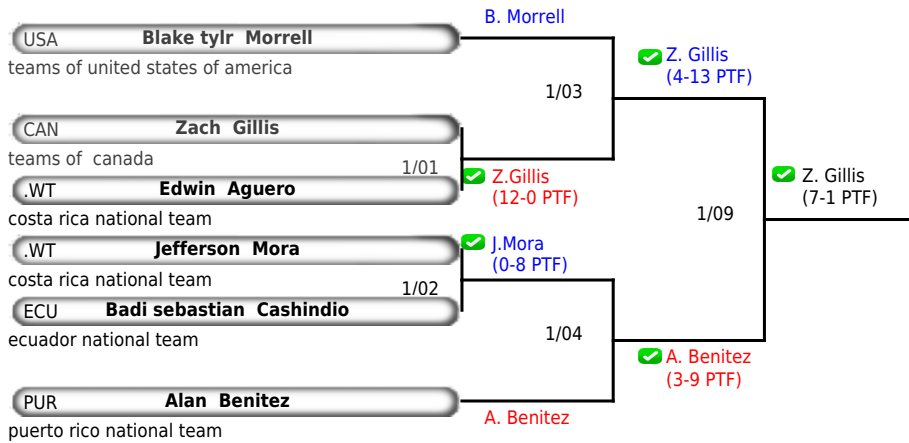 B. Morrell
USA Blake tylr Morrell
teams of united states of america
Z. Gillis
(4-13 PTF)
1/03
CAN Zach Gillis
teams of canada
1/01
Z.Gillis
(12-0 PTF)
.WT Edwin Aguero
costa rica national team
Z. Gillis
(7-1 PTF)
1/09
.WT Jefferson Mora
costa rica national team
J.Mora
(0-8 PTF)
1/02
ECU Badi sebastian Cashindio
ecuador national team
1/04
A. Benitez
(3-9 PTF)
PUR Alan Benitez
puerto rico national team
A. Benitez